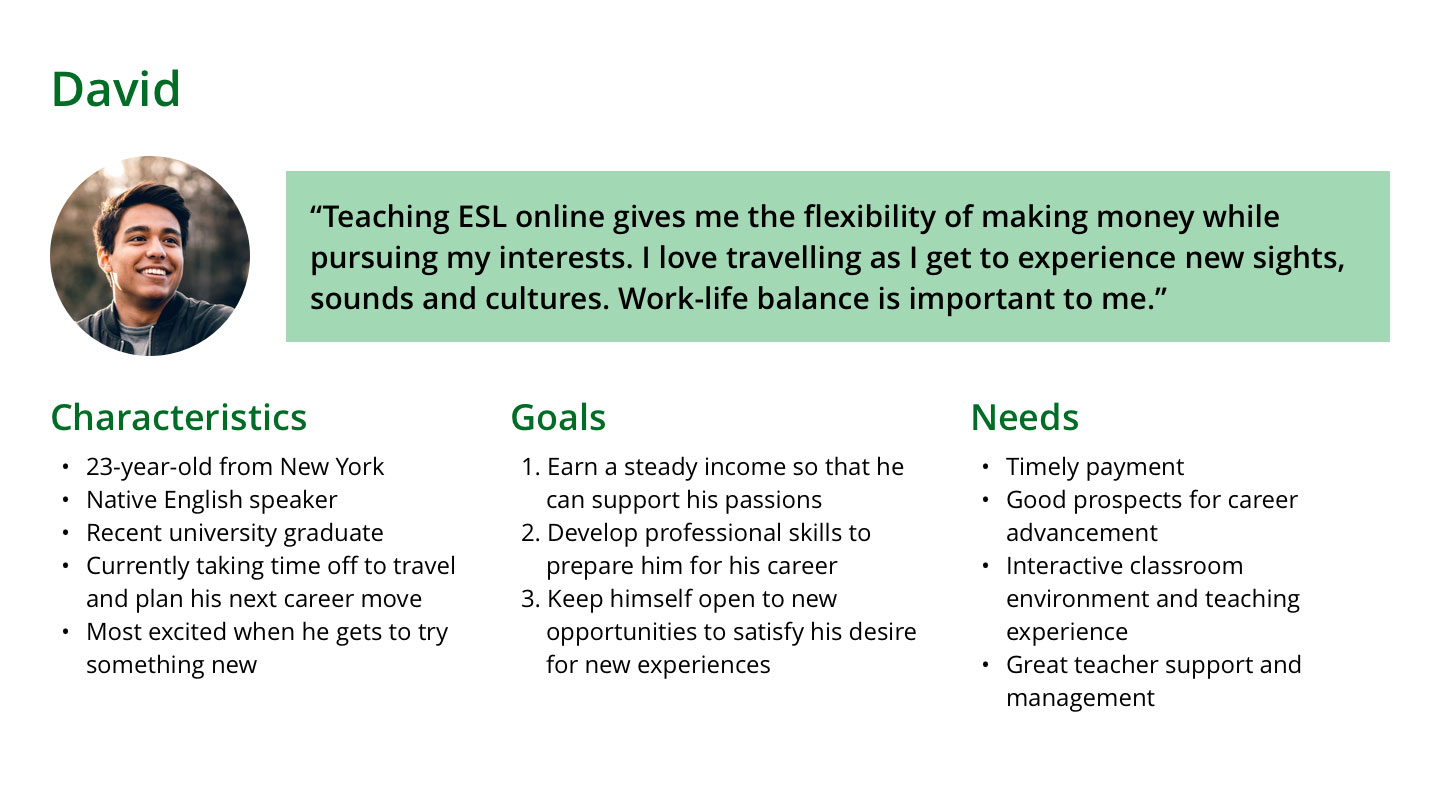 David
“Teaching ESL online gives me the flexibility of making money while
pursuing my interests. I love travelling as I get to experience new sights,
sounds and cultures. Work-life balance is important to me.”
Characteristics
• 23-year-old from New York
• Native English speaker
• Recent university graduate
• Currently taking time off to travel
and plan his next career move
• Most excited when he gets to try
something new
Goals
1. Earn a steady income so that he
can support his passions
2. Develop professional skills to
prepare him for his career
3. Keep himself open to new
opportunities to satisfy his desire
for new experiences
Needs
• Timely payment
• Good prospects for career
advancement
• Interactive classroom
environment and teaching
experience
• Great teacher support and
management